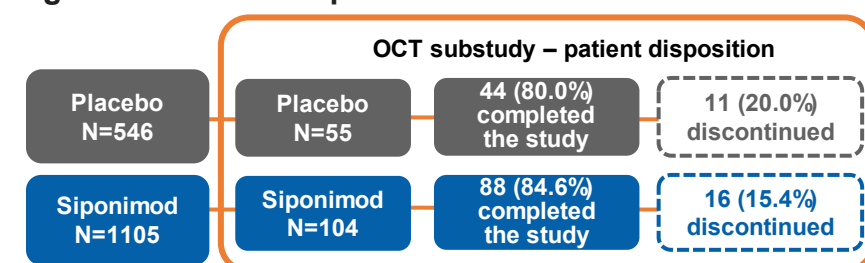 OCT substudy – patient disposition
Placebo
N=546
Placebo
N=55
44 (80.0%)
completed
the study
11 (20.0%)
discontinued
Siponimod
N=1105
Siponimod
N=104
88 (84.6%)
completed
the study
16 (15.4%)
discontinued